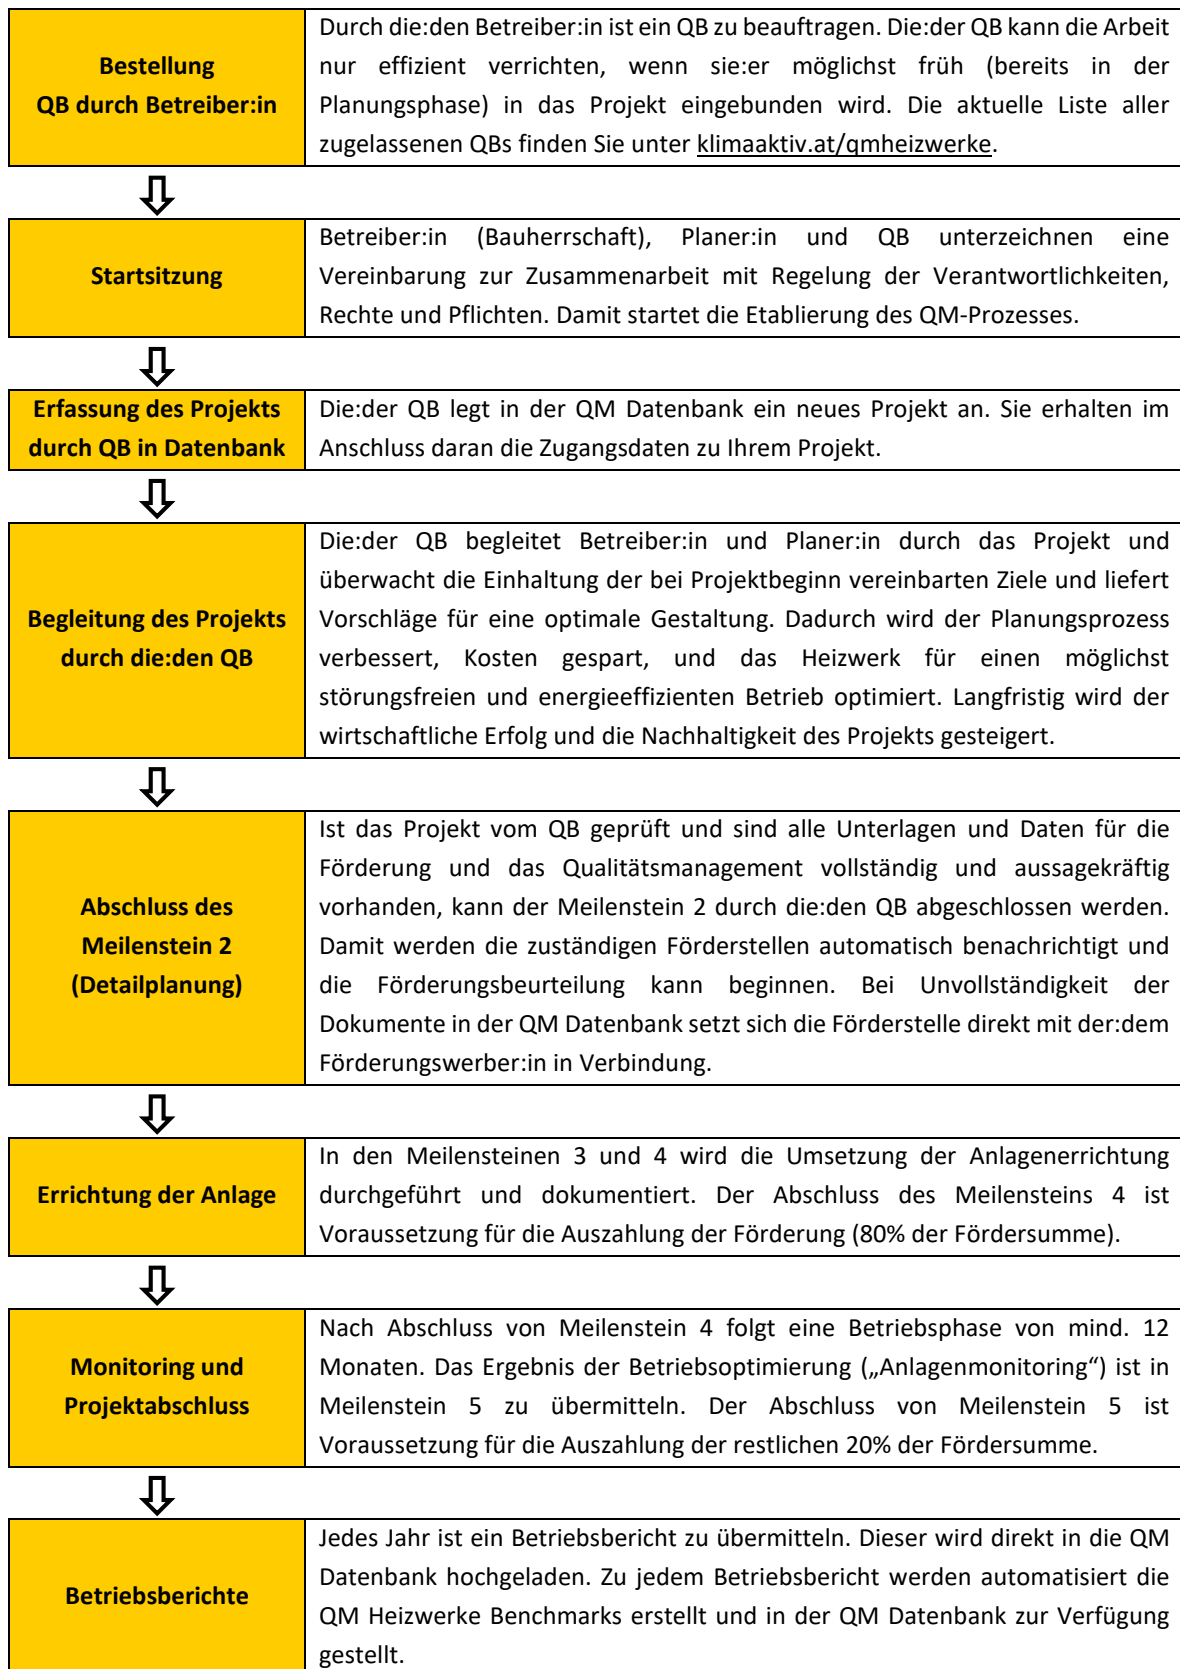 Bestellung
QB durch Betreiber:in
Durch die:den Betreiber:in ist ein QB zu beauftragen. Die:der QB kann die Arbeit
nur effizient verrichten, wenn sie:er möglichst früh (bereits in der
Planungsphase) in das Projekt eingebunden wird. Die aktuelle Liste aller
zugelassenen QBs finden Sie unter klimaaktiv.at/qmheizwerke.
Startsitzung
Betreiber:in (Bauherrschaft), Planer:in und QB unterzeichnen eine
Vereinbarung zur Zusammenarbeit mit Regelung der Verantwortlichkeiten,
Rechte und Pflichten. Damit startet die Etablierung des QM-Prozesses.
Erfassung des Projekts
durch QB in Datenbank
Die:der QB legt in der QM Datenbank ein neues Projekt an. Sie erhalten im
Anschluss daran die Zugangsdaten zu Ihrem Projekt.
Begleitung des Projekts
durch die:den QB
Die:der QB begleitet Betreiber:in und Planer:in durch das Projekt und
überwacht die Einhaltung der bei Projektbeginn vereinbarten Ziele und liefert
Vorschläge für eine optimale Gestaltung. Dadurch wird der Planungsprozess
verbessert, Kosten gespart, und das Heizwerk für einen möglichst
störungsfreien und energieeffizienten Betrieb optimiert. Langfristig wird der
wirtschaftliche Erfolg und die Nachhaltigkeit des Projekts gesteigert.
Abschluss des
Meilenstein 2
(Detailplanung)
Ist das Projekt vom QB geprüft und sind alle Unterlagen und Daten für die
Förderung und das Qualitätsmanagement vollständig und aussagekräftig
vorhanden, kann der Meilenstein 2 durch die:den QB abgeschlossen werden.
Damit werden die zuständigen Förderstellen automatisch benachrichtigt und
die Förderungsbeurteilung kann beginnen. Bei Unvollständigkeit der
Dokumente in der QM Datenbank setzt sich die Förderstelle direkt mit der:dem
Förderungswerber:in in Verbindung.
Errichtung der Anlage
In den Meilensteinen 3 und 4 wird die Umsetzung der Anlagenerrichtung
durchgeführt und dokumentiert. Der Abschluss des Meilensteins 4 ist
Voraussetzung für die Auszahlung der Förderung (80% der Fördersumme).
Monitoring und
Projektabschluss
Nach Abschluss von Meilenstein 4 folgt eine Betriebsphase von mind. 12
Monaten. Das Ergebnis der Betriebsoptimierung („Anlagenmonitoring“) ist in
Meilenstein 5 zu übermitteln. Der Abschluss von Meilenstein 5 ist
Voraussetzung für die Auszahlung der restlichen 20% der Fördersumme.
Betriebsberichte
Jedes Jahr ist ein Betriebsbericht zu übermitteln. Dieser wird direkt in die QM
Datenbank hochgeladen. Zu jedem Betriebsbericht werden automatisiert die
QM Heizwerke Benchmarks erstellt und in der QM Datenbank zur Verfügung
gestellt.